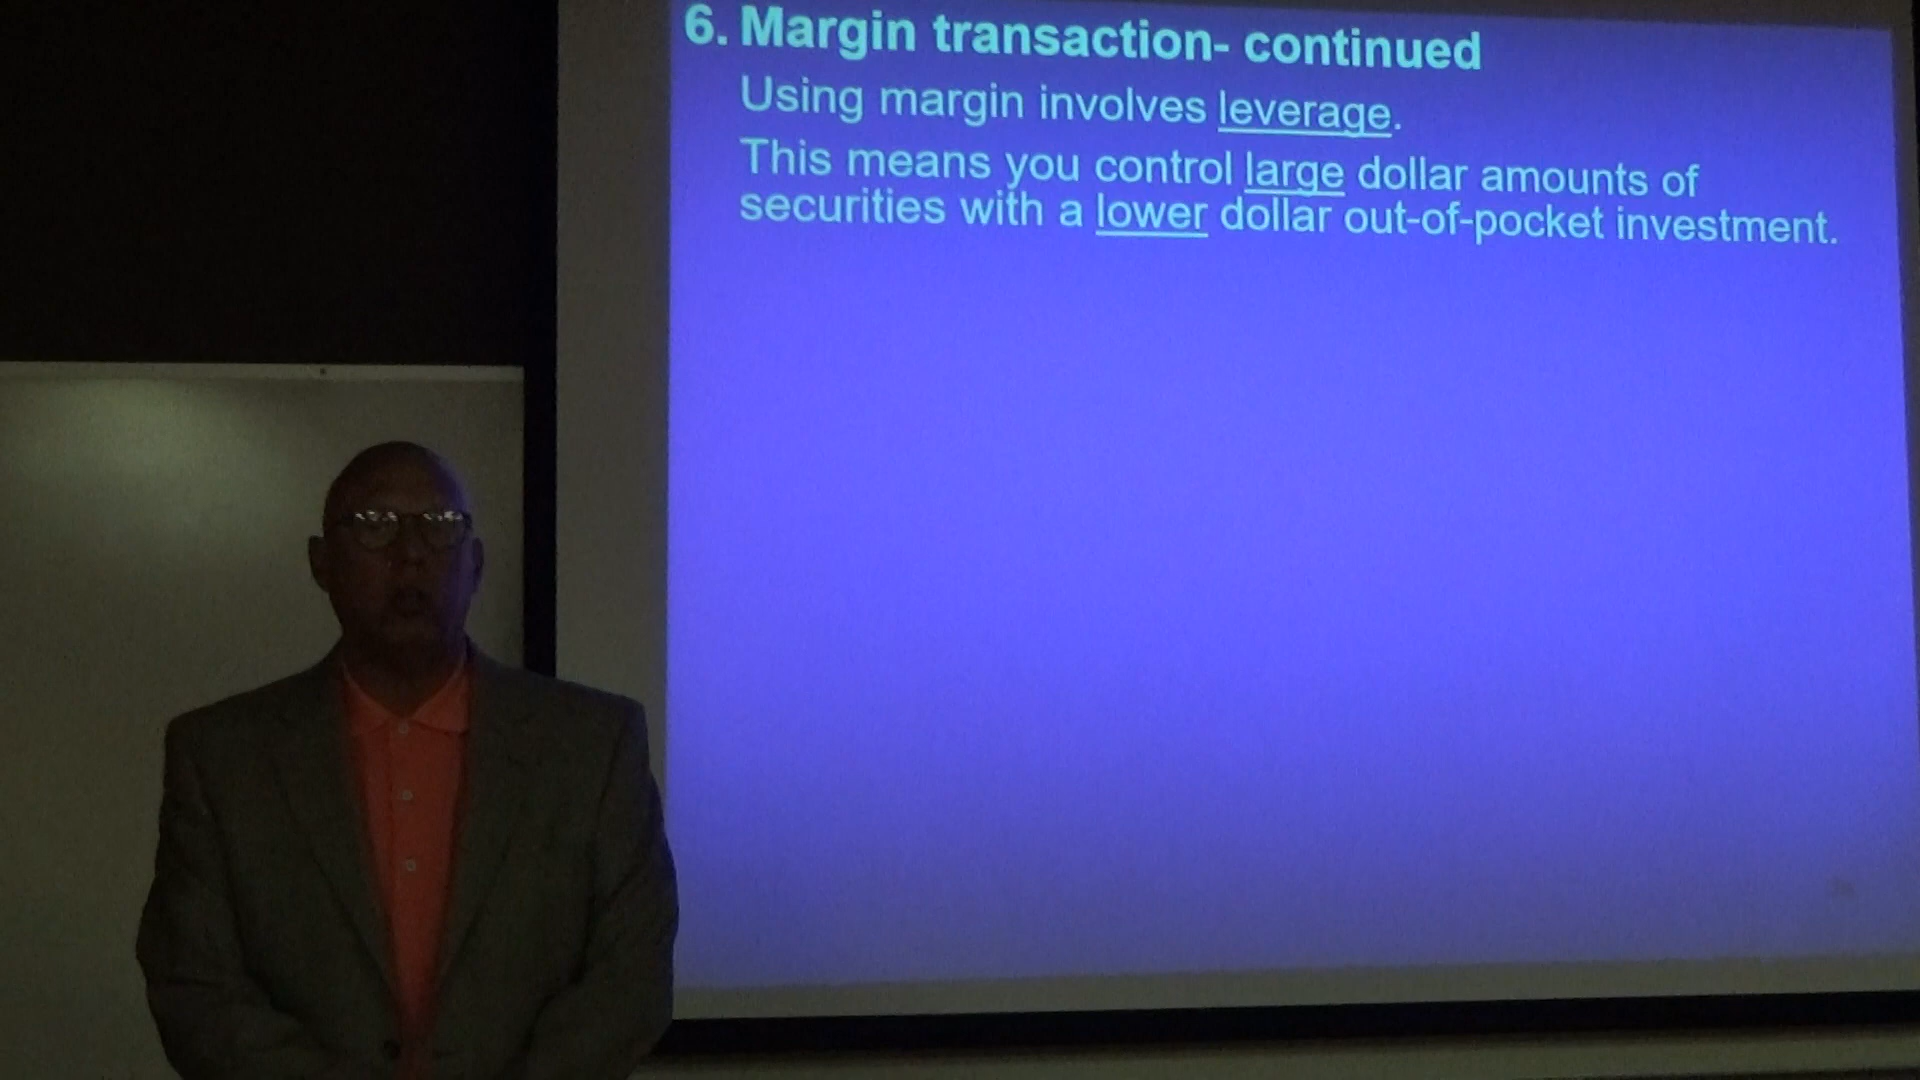 6. Margin transaction- continued
Using margin involves leverage.
This means you control large dollar amounts of
securities with a lower dollar out-of-pocket investment.